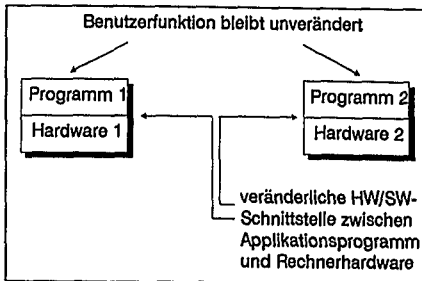 Benutzerfunktion bleibt unverändert
Programm 1
Hardware 1
Programm 2
Hardware 2
veränderliche HW/SW-
Schnittstelle zwischen
Applikationsprogramm
und Rechnerhardware